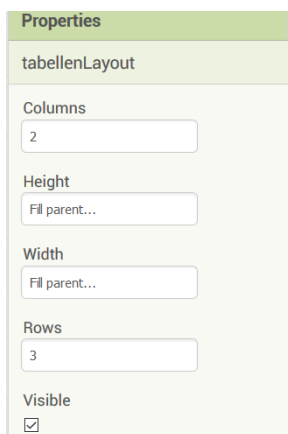 Properties
tabellenLayout
Columns
2
Height
Fill parent...
Width
Fill parent...
Rows
3
Visible